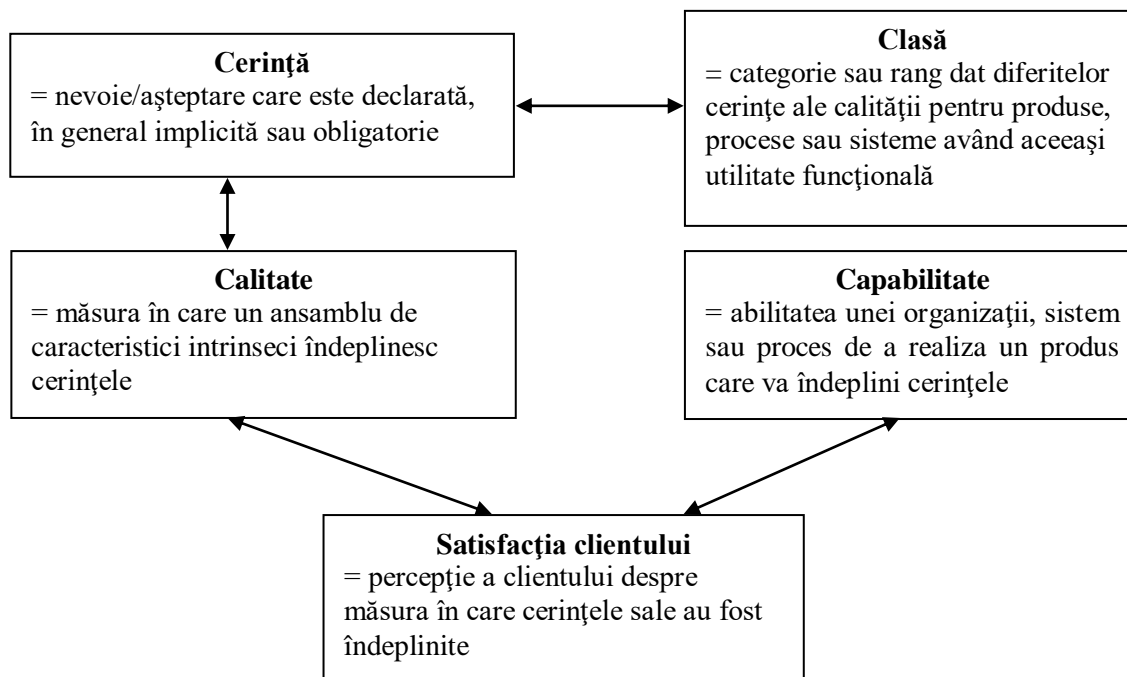 Cerinţă
= nevoie/aşteptare care este declarată,
în general implicită sau obligatorie
Clasă
= categorie sau rang dat diferitelor
cerinţe ale calităţii pentru produse,
procese sau sisteme având aceeaşi
utilitate funcţională
Calitate
= măsura în care un ansamblu de
caracteristici intrinseci îndeplinesc
cerinţele
Capabilitate
= abilitatea unei organizaţii, sistem
sau proces de a realiza un produs
care va îndeplini cerinţele
Satisfacţia clientului
= percepţie a clientului despre
măsura în care cerinţele sale au fost
îndeplinite